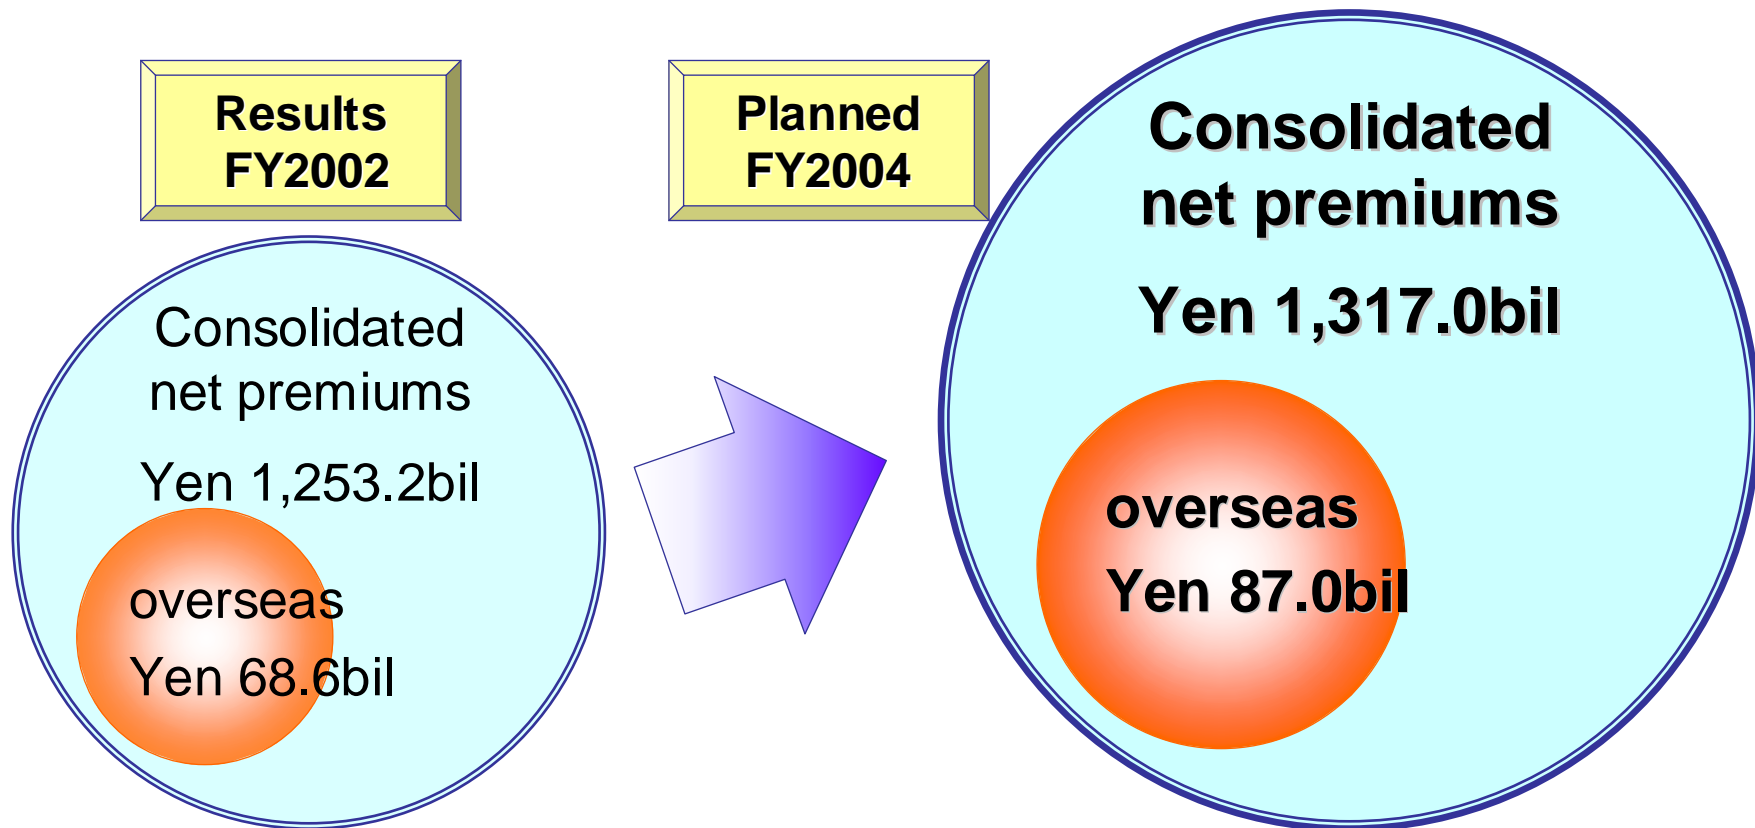 Results
FY2002
Planned
FY2004
Consolidated
net premiums
Yen 1,253.2bil
overseas
Yen 68.6bil
Consolidated
net premiums
Yen 1,317.0bil
overseas
Yen 87.0bil